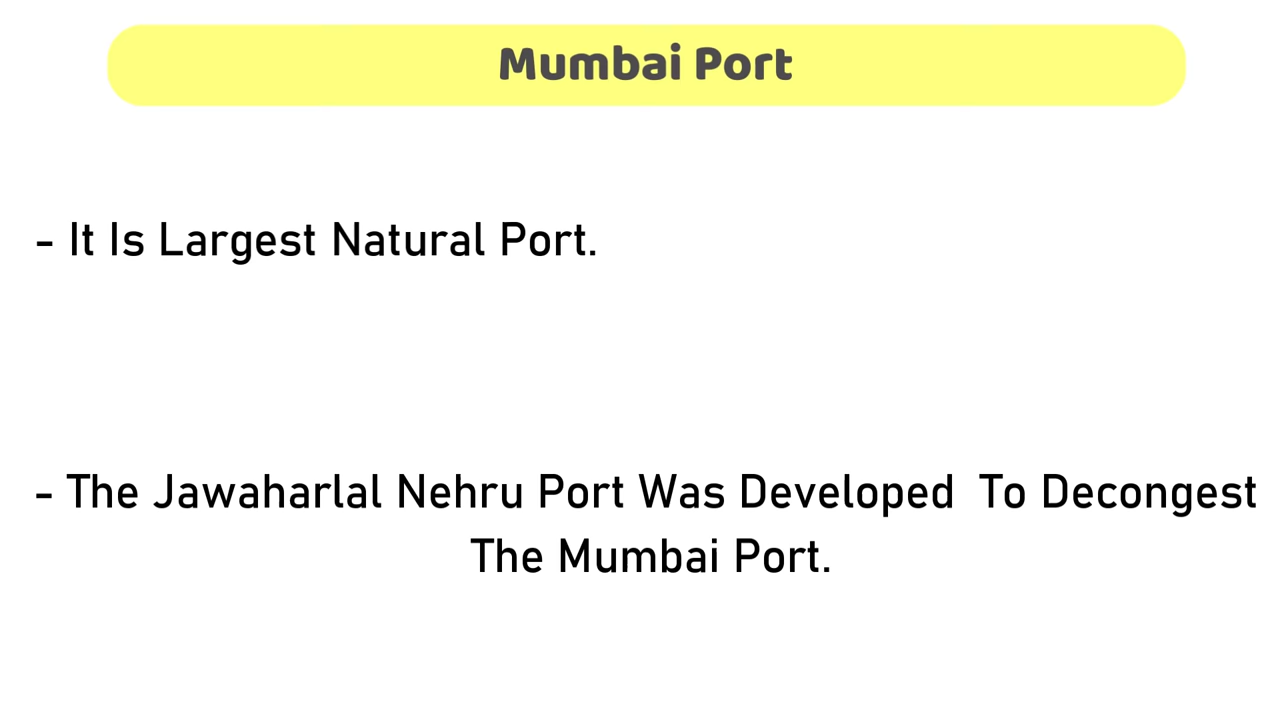 Mumbai Port
- It Is Largest Natural Port.
- The Jawaharlal Nehru Port Was Developed  To Decongest
The Mumbai Port.